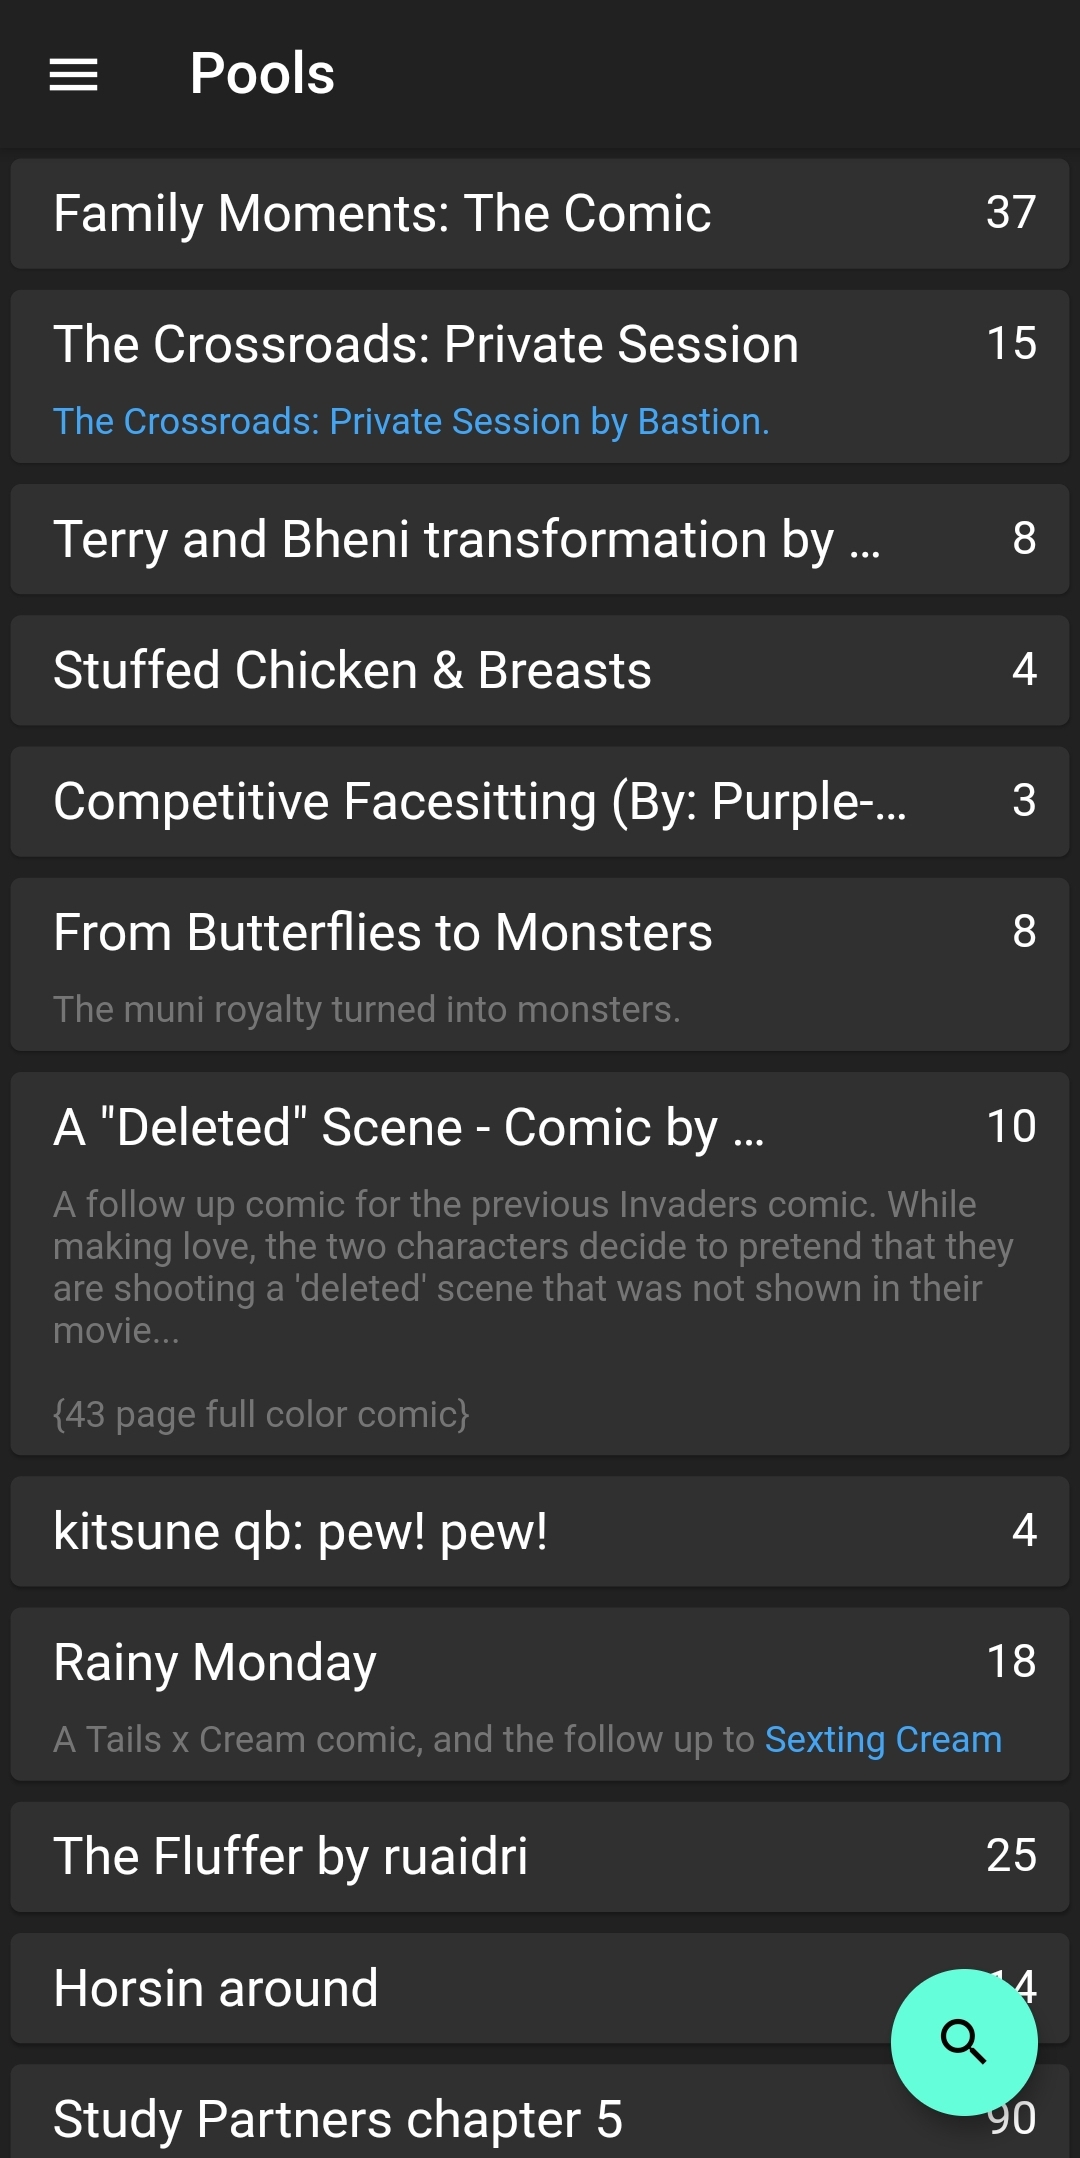 Pools
Family Moments: The Comic 37
The Crossroads: Private Session 15
The Crossroads: Private Session by Bastion.
Terry and Bheni transformation by ... 8
Stuffed Chicken & Breasts 4
Competitive Facesitting (By: Purple-... 3
From Butterflies to Monsters 8
The muni royalty turned into monsters.
A "Deleted" Scene - Comic by ... 10
A follow up comic for the previous Invaders comic. While
making love, the two characters decide to pretend that they
are shooting a 'deleted' scene that was not shown in their
movie...
{43 page full color comic}
kitsune qb: pew! pew! 4
Rainy Monday 18
A Tails x Cream comic, and the follow up to Sexting Cream
The Fluffer by ruaidri 25
Horsin around 14
Study Partners chapter 5 90